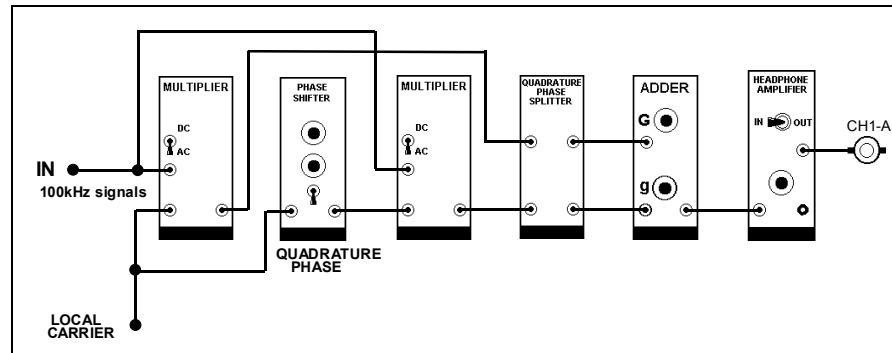 MULTIPLIER
DC
AC
PHASE
SHIFTER
MULTIPLIER
DC
AC
QUADRATURE
PHASE
SPLITTER
ADDER
G
g
HEADPHONE
AMPLIFIER
IN OUT
CH1-A
IN
100kHz signals
QUADRATURE
PHASE
LOCAL
CARRIER